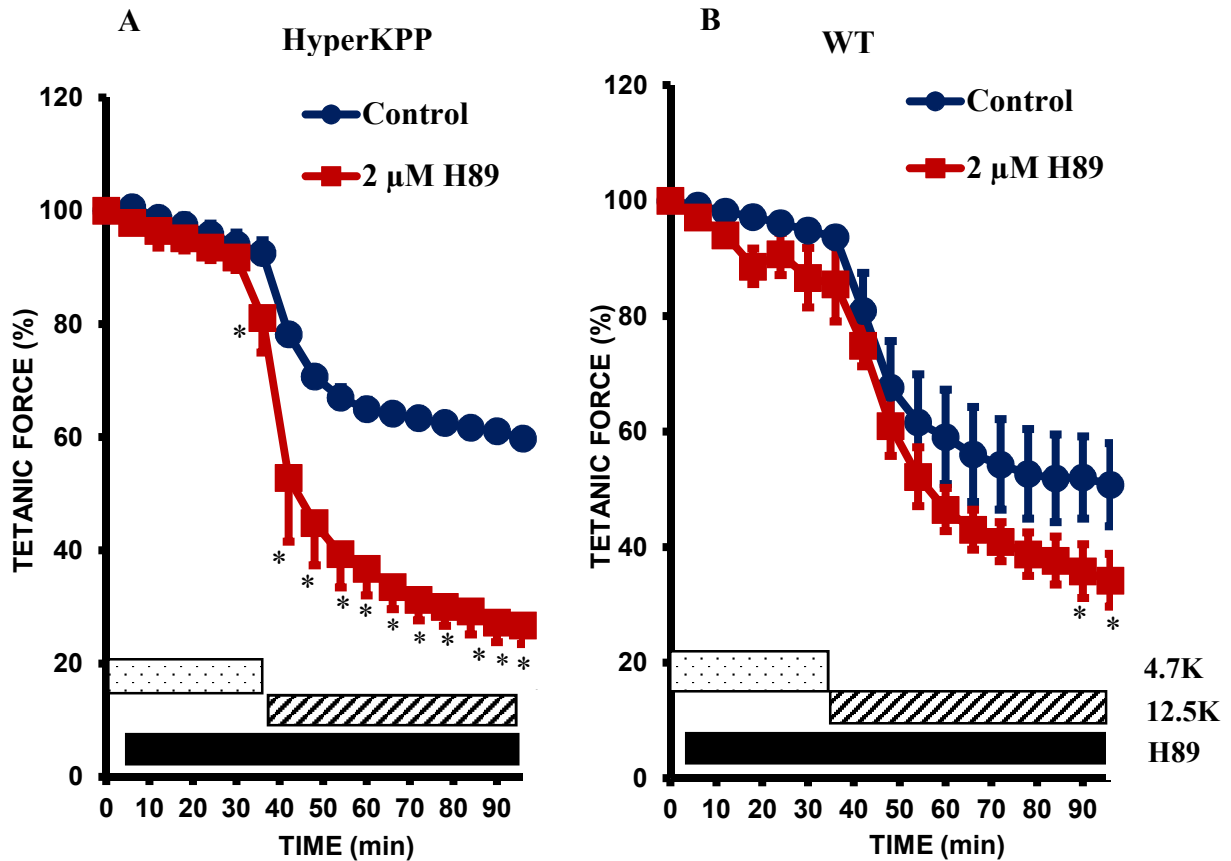 A
HyperKPP
Control
2 µM H89
120
100
80
60
40
20
0
TETANIC FORCE (%)
*
*
*
*
*
*
*
*
*
*
*
0 10 20 30 40 50 60 70 80 90
TIME (min)
B
WT
Control
2 µM H89
120
100
80
60
40
20
0
TETANIC FORCE (%)
*
*
4.7K
12.5K
H89
0 10 20 30 40 50 60 70 80 90
TIME (min)